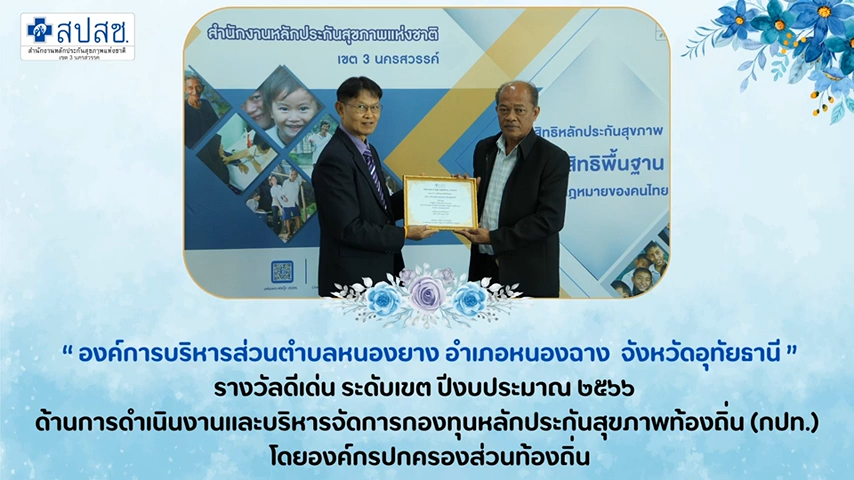 สปสช.
สำนักงานหลักประกันสุขภาพแห่งชาติ
เขต 3 นครสวรรค์
สำนักงานหลักประกันสุขภาพแห่งชาติ
เขต 3 นครสวรรค์
สิทธิหลักประกันสุขภาพ
สิทธิพื้นฐาน
กฎหมายของคนไทย
“ องค์การบริหารส่วนตำบลหนองยาง อำเภอหนองฉาง จังหวัดอุทัยธานี ”
รางวัลดีเด่น ระดับเขต ปีงบประมาณ ๒๕๖๖
ด้านการดำเนินงานและบริหารจัดการกองทุนหลักประกันสุขภาพท้องถิ่น (กปท.)
โดยองค์กรปกครองส่วนท้องถิ่น